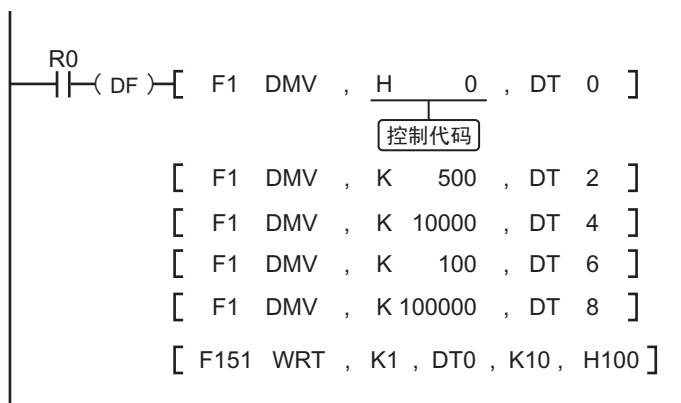 R0
( DF ) [ F1 DMV , H 0 , DT 0 ]
控制代码
[ F1 DMV , K 500 , DT 2 ]
[ F1 DMV , K 10000 , DT 4 ]
[ F1 DMV , K 100 , DT 6 ]
[ F1 DMV , K 100000 , DT 8 ]
[ F151 WRT , K1 , DT0 , K10 , H100 ]